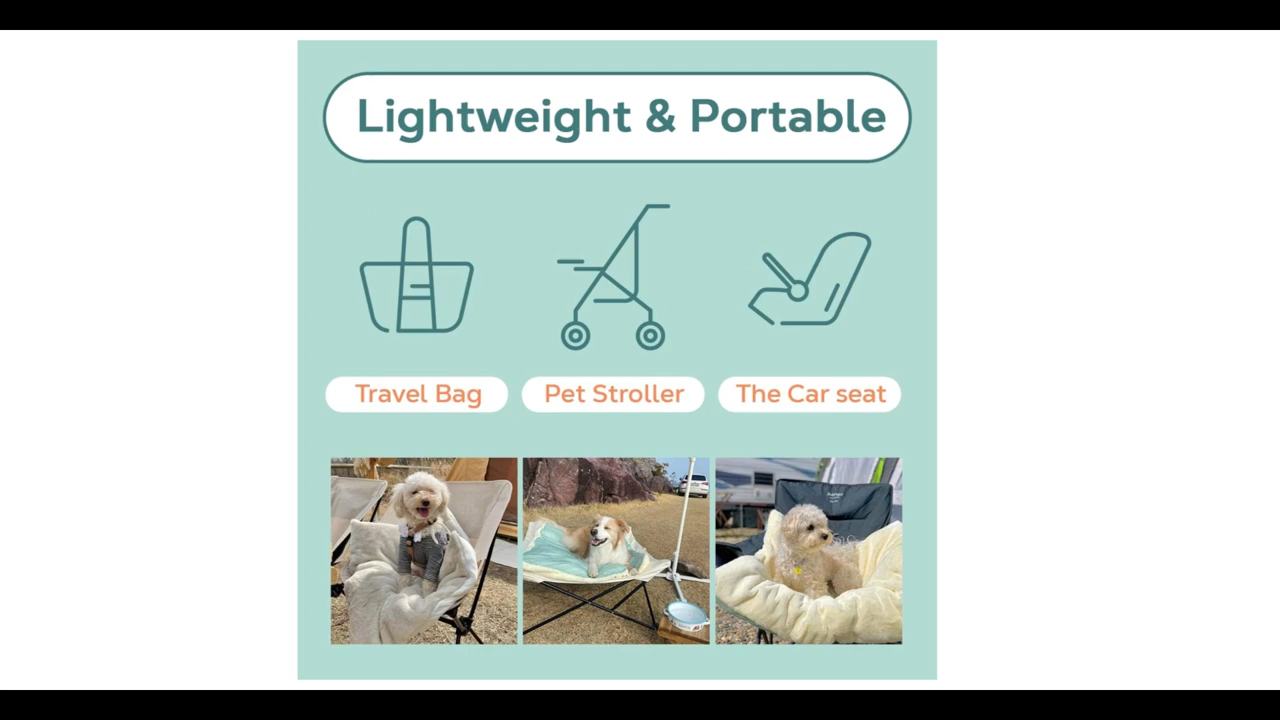 Lightweight & Portable
Travel Bag
Pet Stroller
The Car seat